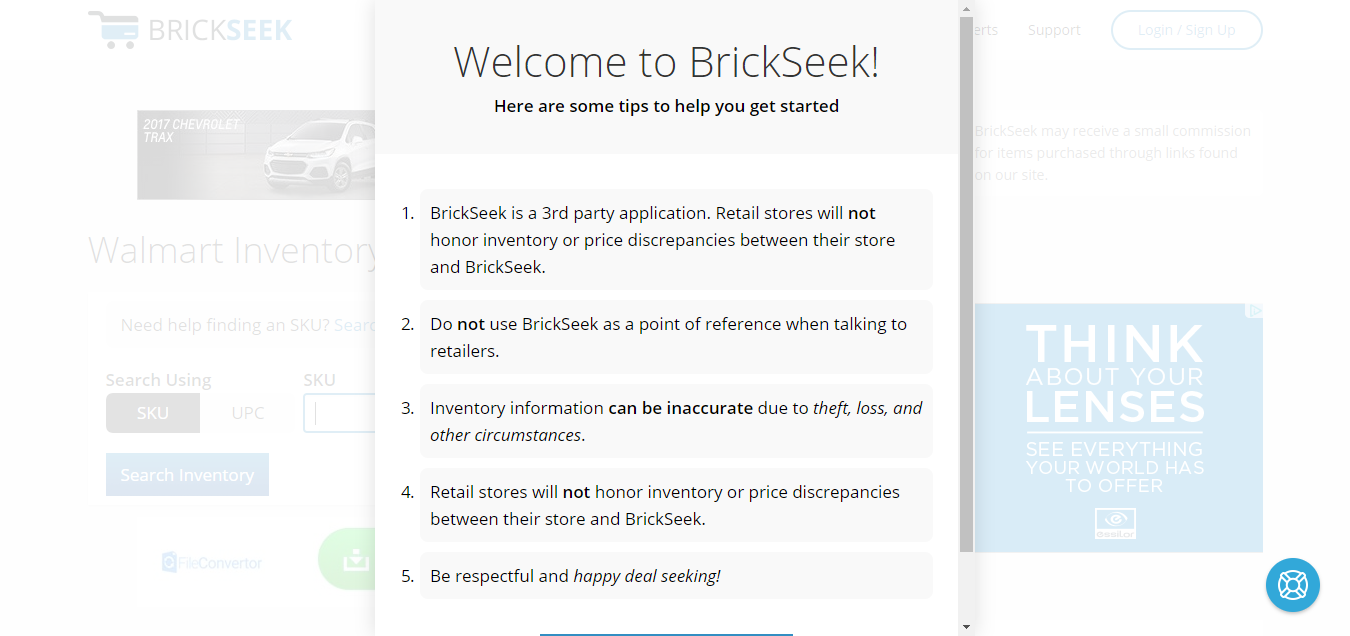 BRICKSEEK
erts
Support
Login / Sign Up
Welcome to BrickSeek!
Here are some tips to help you get started
2017 CHEVROLET
TRAX
BrickSeek may receive a small commission
for items purchased through links found
on our site.
1. BrickSeek is a 3rd party application. Retail stores will not
honor inventory or price discrepancies between their store
and BrickSeek.
2. Do not use BrickSeek as a point of reference when talking to
retailers.
3. Inventory information can be inaccurate due to theft, loss, and
other circumstances.
4. Retail stores will not honor inventory or price discrepancies
between their store and BrickSeek.
5. Be respectful and happy deal seeking!
Walmart Inventory
Need help finding an SKU? Searc
Search Using
SKU
SKU
UPC
Search Inventory
FileConvertor
THINK
ABOUT YOUR
LENSES
SEE EVERYTHING
YOUR WORLD HAS
TO OFFER
essilor